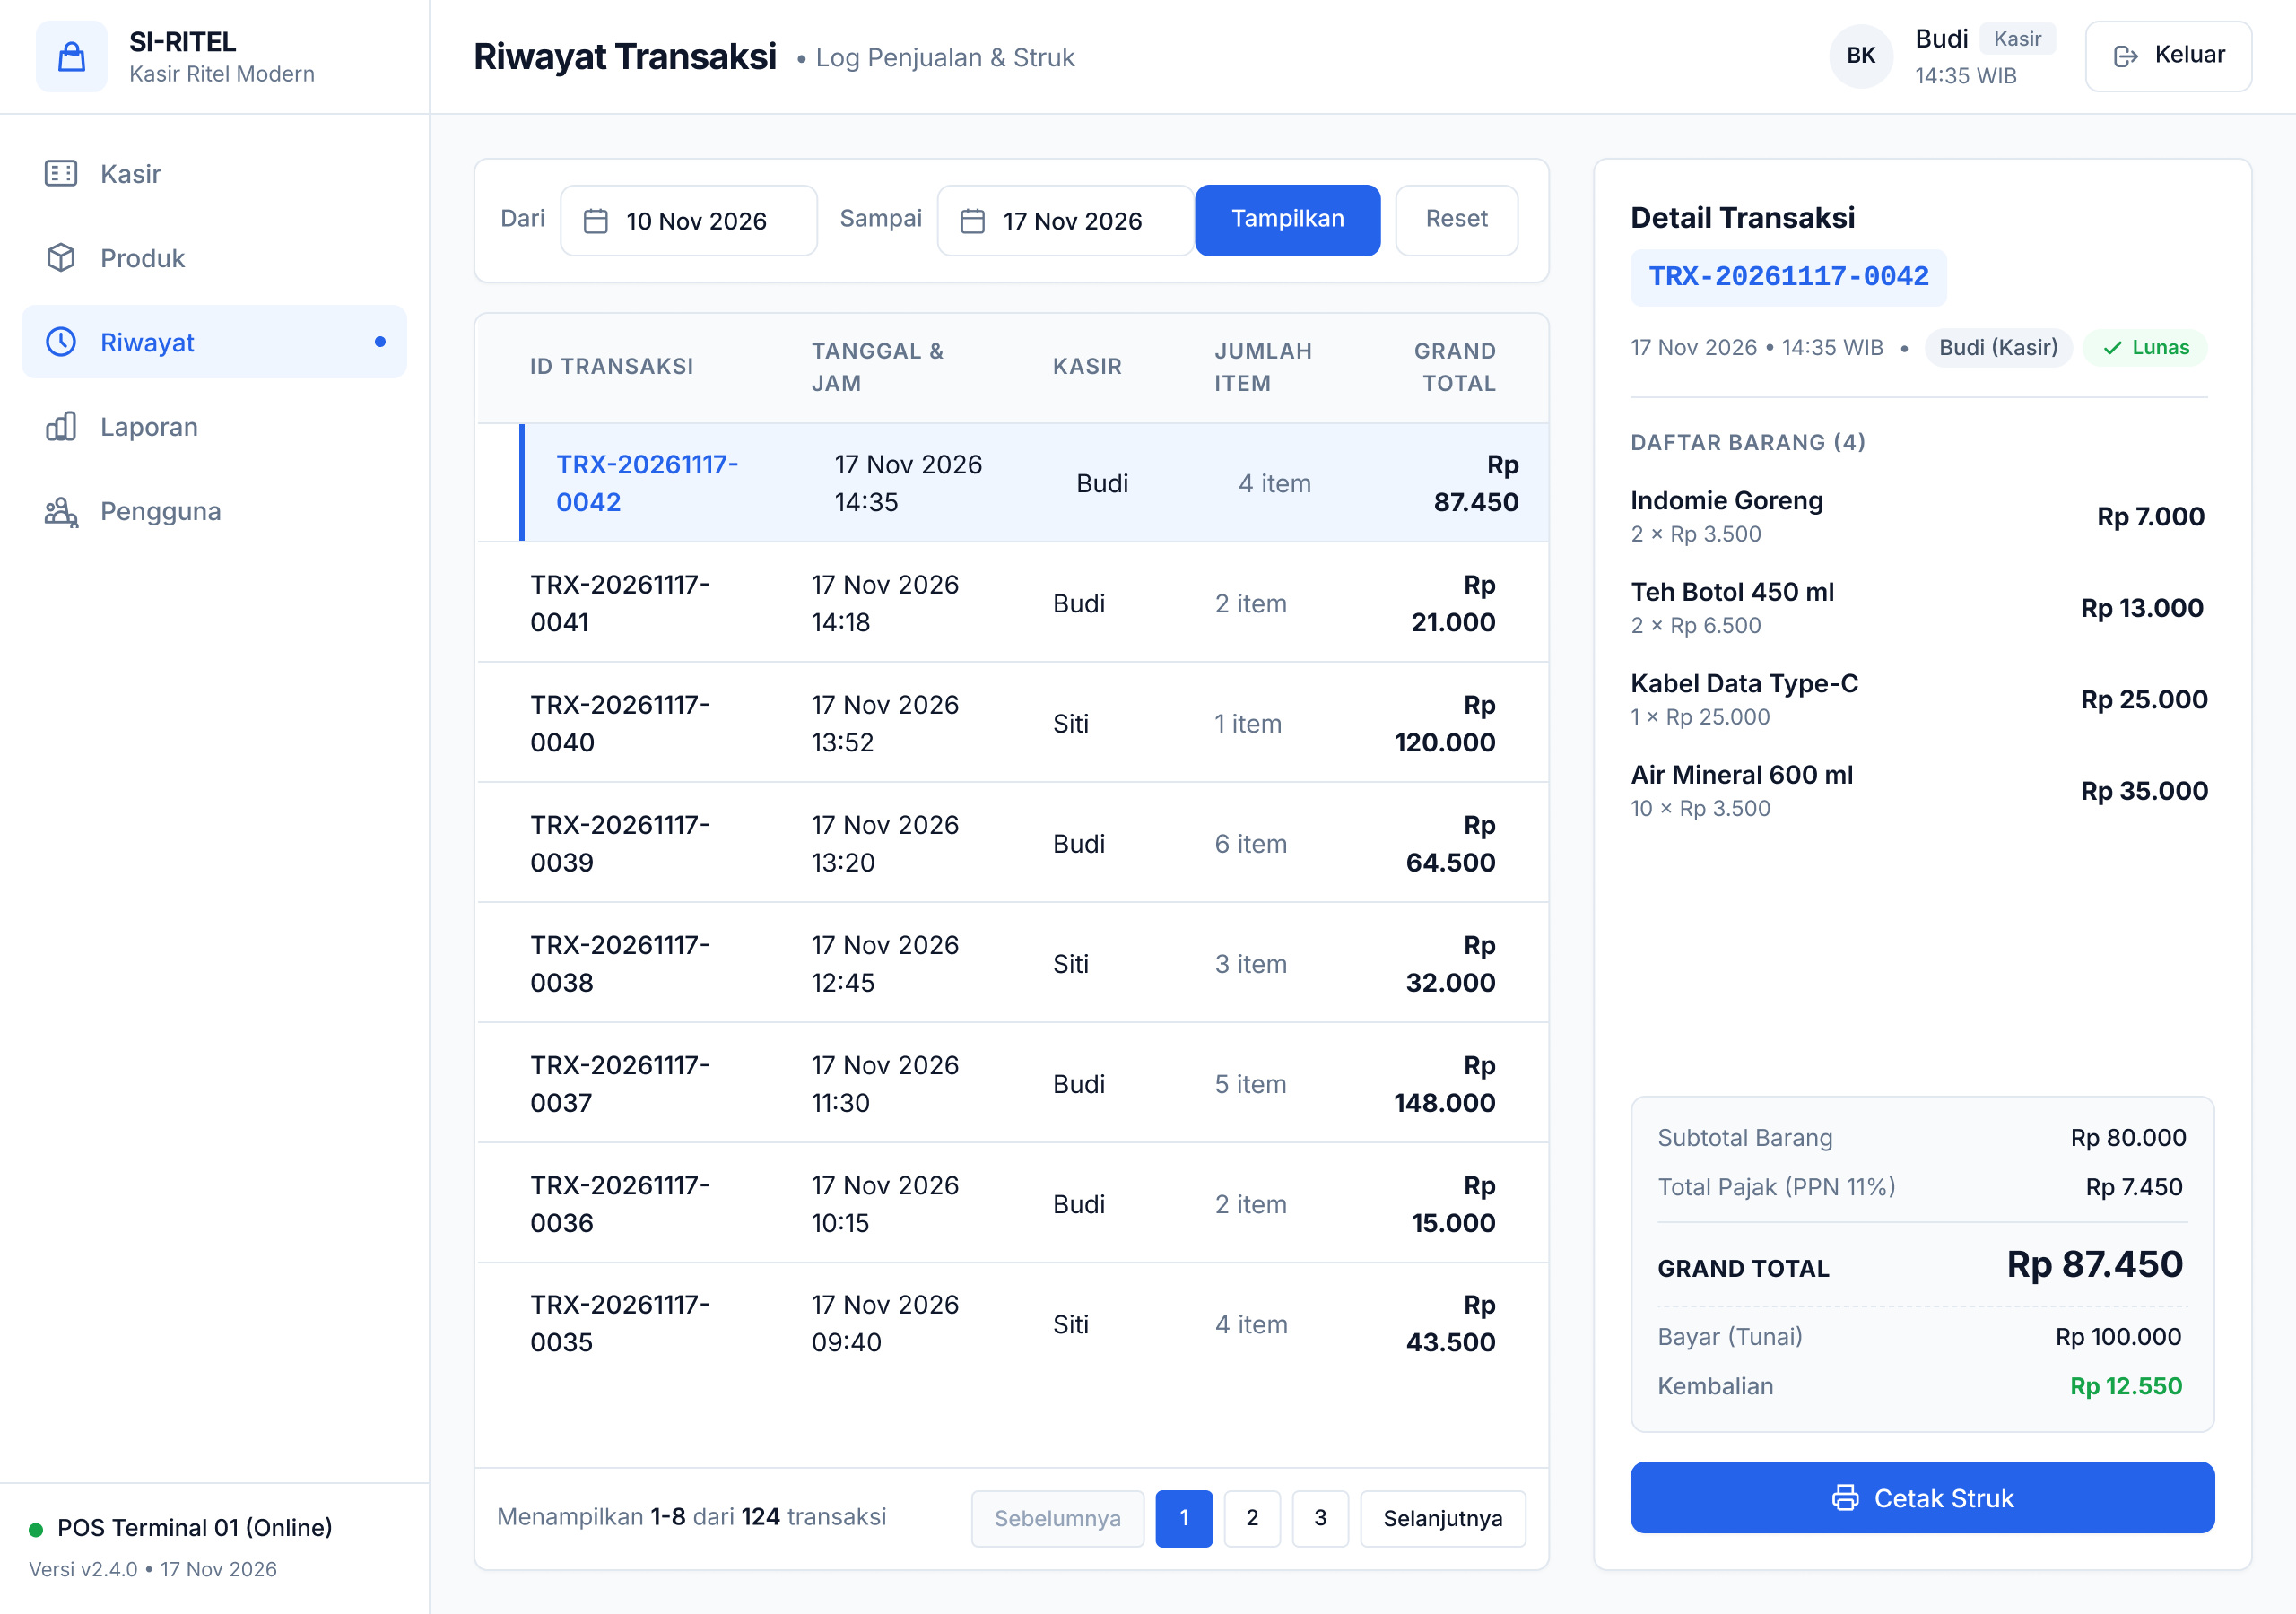 SI-RITEL
Kasir Ritel Modern
Kasir
Produk
Riwayat
Laporan
Pengguna
POS Terminal 01 (Online)
Versi v2.4.0 • 17 Nov 2026
Riwayat Transaksi • Log Penjualan & Struk
BK
Budi Kasir
14:35 WIB
Keluar
Dari 10 Nov 2026 Sampai 17 Nov 2026 Tampilkan Reset
ID TRANSAKSI TANGGAL & JAM KASIR JUMLAH ITEM GRAND TOTAL
TRX-20261117-0042 17 Nov 2026 14:35 Budi 4 item Rp 87.450
TRX-20261117-0041 17 Nov 2026 14:18 Budi 2 item Rp 21.000
TRX-20261117-0040 17 Nov 2026 13:52 Siti 1 item Rp 120.000
TRX-20261117-0039 17 Nov 2026 13:20 Budi 6 item Rp 64.500
TRX-20261117-0038 17 Nov 2026 12:45 Siti 3 item Rp 32.000
TRX-20261117-0037 17 Nov 2026 11:30 Budi 5 item Rp 148.000
TRX-20261117-0036 17 Nov 2026 10:15 Budi 2 item Rp 15.000
TRX-20261117-0035 17 Nov 2026 09:40 Siti 4 item Rp 43.500
Menampilkan 1-8 dari 124 transaksi
Sebelumnya 1 2 3 Selanjutnya
Detail Transaksi
TRX-20261117-0042
17 Nov 2026 • 14:35 WIB • Budi (Kasir) Lunas
DAFTAR BARANG (4)
Indomie Goreng
2 × Rp 3.500
Rp 7.000
Teh Botol 450 ml
2 × Rp 6.500
Rp 13.000
Kabel Data Type-C
1 × Rp 25.000
Rp 25.000
Air Mineral 600 ml
10 × Rp 3.500
Rp 35.000
Subtotal Barang Rp 80.000
Total Pajak (PPN 11%) Rp 7.450
GRAND TOTAL Rp 87.450
Bayar (Tunai) Rp 100.000
Kembalian Rp 12.550
Cetak Struk